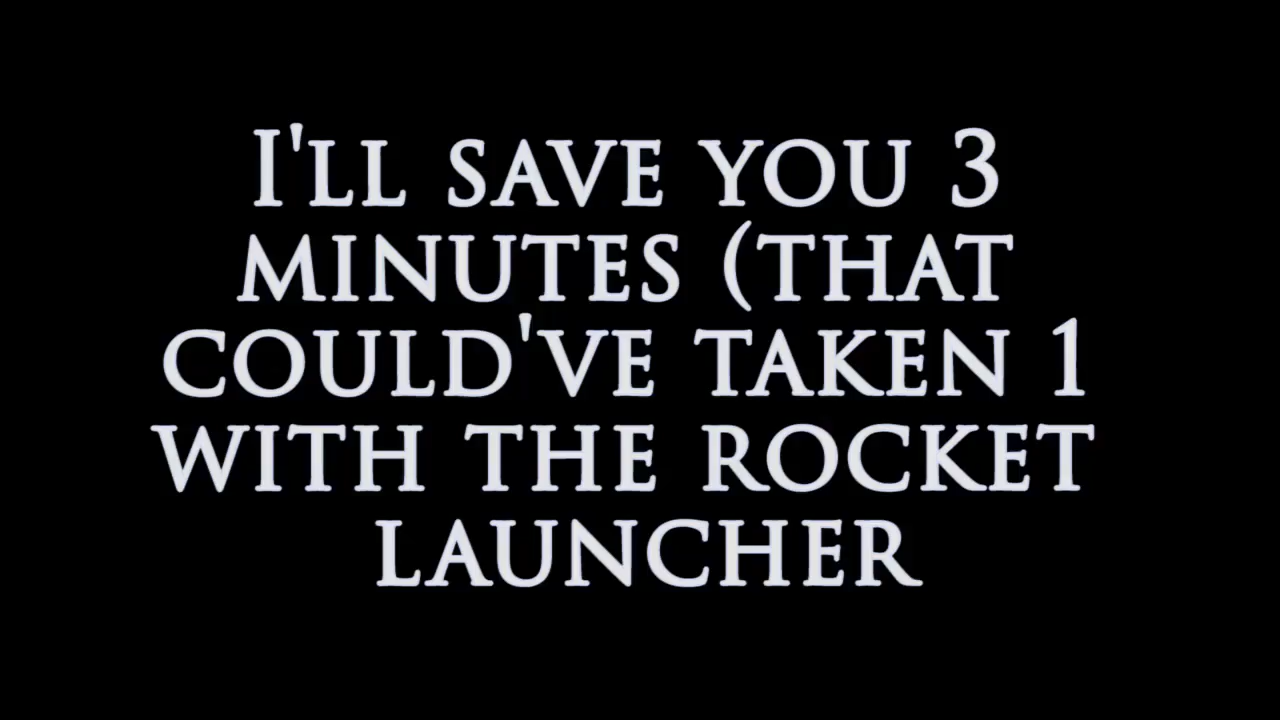 I'LL SAVE YOU 3
MINUTES (THAT
COULD'VE TAKEN 1
WITH THE ROCKET
LAUNCHER